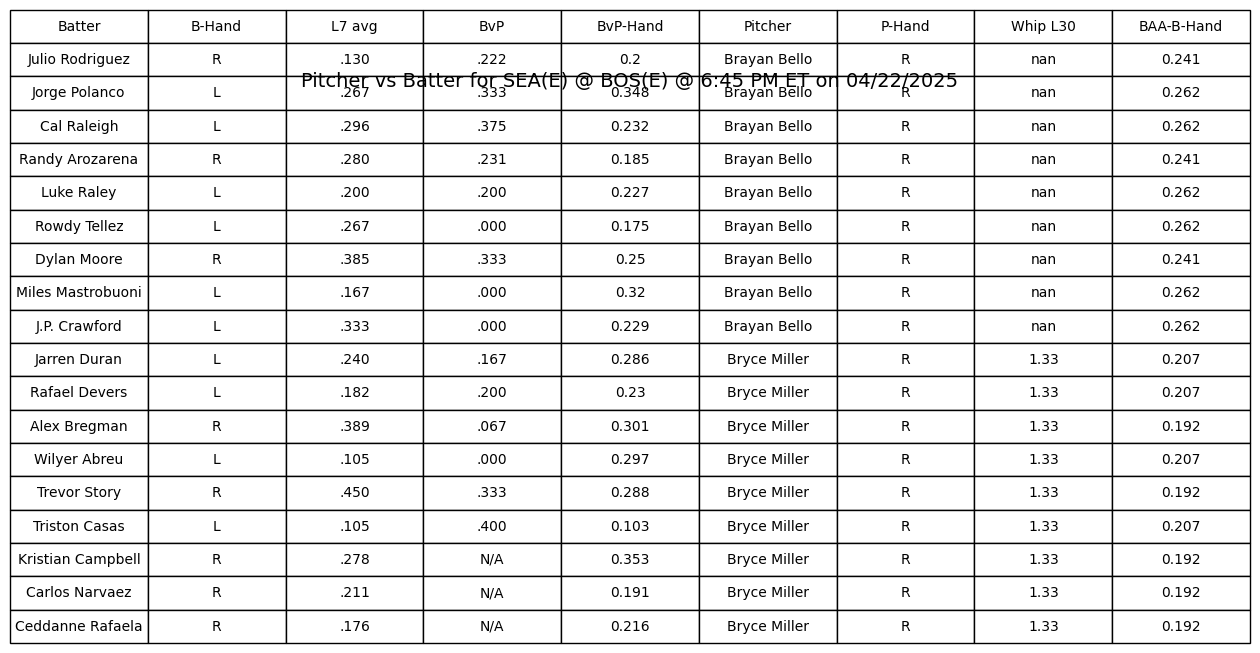 Batter B-Hand L7 avg BvP BvP-Hand Pitcher P-Hand Whip L30 BAA-B-Hand
Julio Rodriguez R .130 .222 0.2 Brayan Bello R nan 0.241
Pitcher vs Batter for SEA(E) @ BOS(E) @ 6:45 PM ET on 04/22/2025
Jorge Polanco L .267 .333 0.348 Brayan Bello R nan 0.262
Cal Raleigh L .296 .375 0.232 Brayan Bello R nan 0.262
Randy Arozarena R .280 .231 0.185 Brayan Bello R nan 0.241
Luke Raley L .200 .200 0.227 Brayan Bello R nan 0.262
Rowdy Tellez L .267 .000 0.175 Brayan Bello R nan 0.262
Dylan Moore R .385 .333 0.25 Brayan Bello R nan 0.241
Miles Mastrobuoni L .167 .000 0.32 Brayan Bello R nan 0.262
J.P. Crawford L .333 .000 0.229 Brayan Bello R nan 0.262
Jarren Duran L .240 .167 0.286 Bryce Miller R 1.33 0.207
Rafael Devers L .182 .200 0.23 Bryce Miller R 1.33 0.207
Alex Bregman R .389 .067 0.301 Bryce Miller R 1.33 0.192
Wilyer Abreu L .105 .000 0.297 Bryce Miller R 1.33 0.207
Trevor Story R .450 .333 0.288 Bryce Miller R 1.33 0.192
Triston Casas L .105 .400 0.103 Bryce Miller R 1.33 0.207
Kristian Campbell R .278 N/A 0.353 Bryce Miller R 1.33 0.192
Carlos Narvaez R .211 N/A 0.191 Bryce Miller R 1.33 0.192
Ceddanne Rafaela R .176 N/A 0.216 Bryce Miller R 1.33 0.192